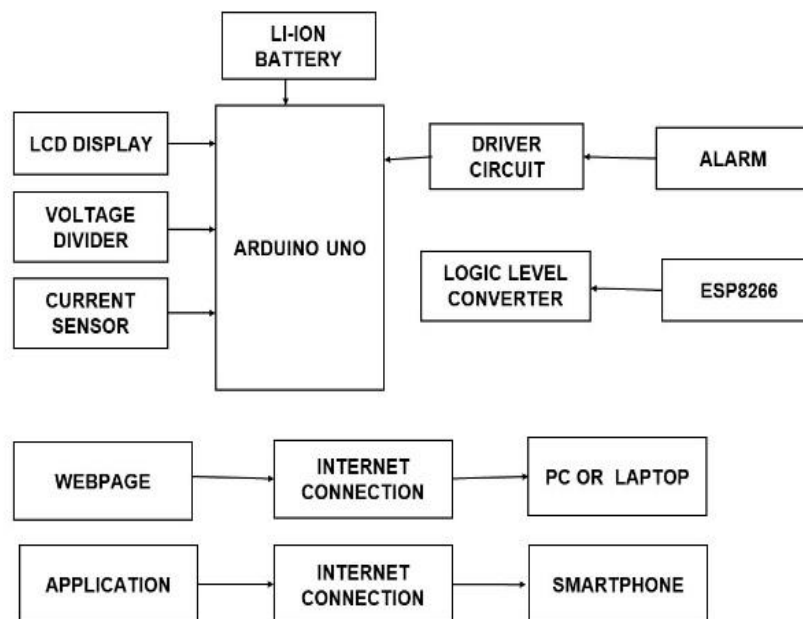 LI-ION
BATTERY
LCD DISPLAY
VOLTAGE
DIVIDER
CURRENT
SENSOR
ARDUINO UNO
DRIVER
CIRCUIT
ALARM
LOGIC LEVEL
CONVERTER
ESP8266
WEBPAGE
INTERNET
CONNECTION
PC OR LAPTOP
APPLICATION
INTERNET
CONNECTION
SMARTPHONE